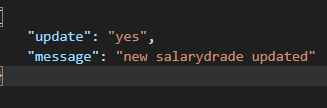 "update": "yes",
"message": "new salarydrade updated"